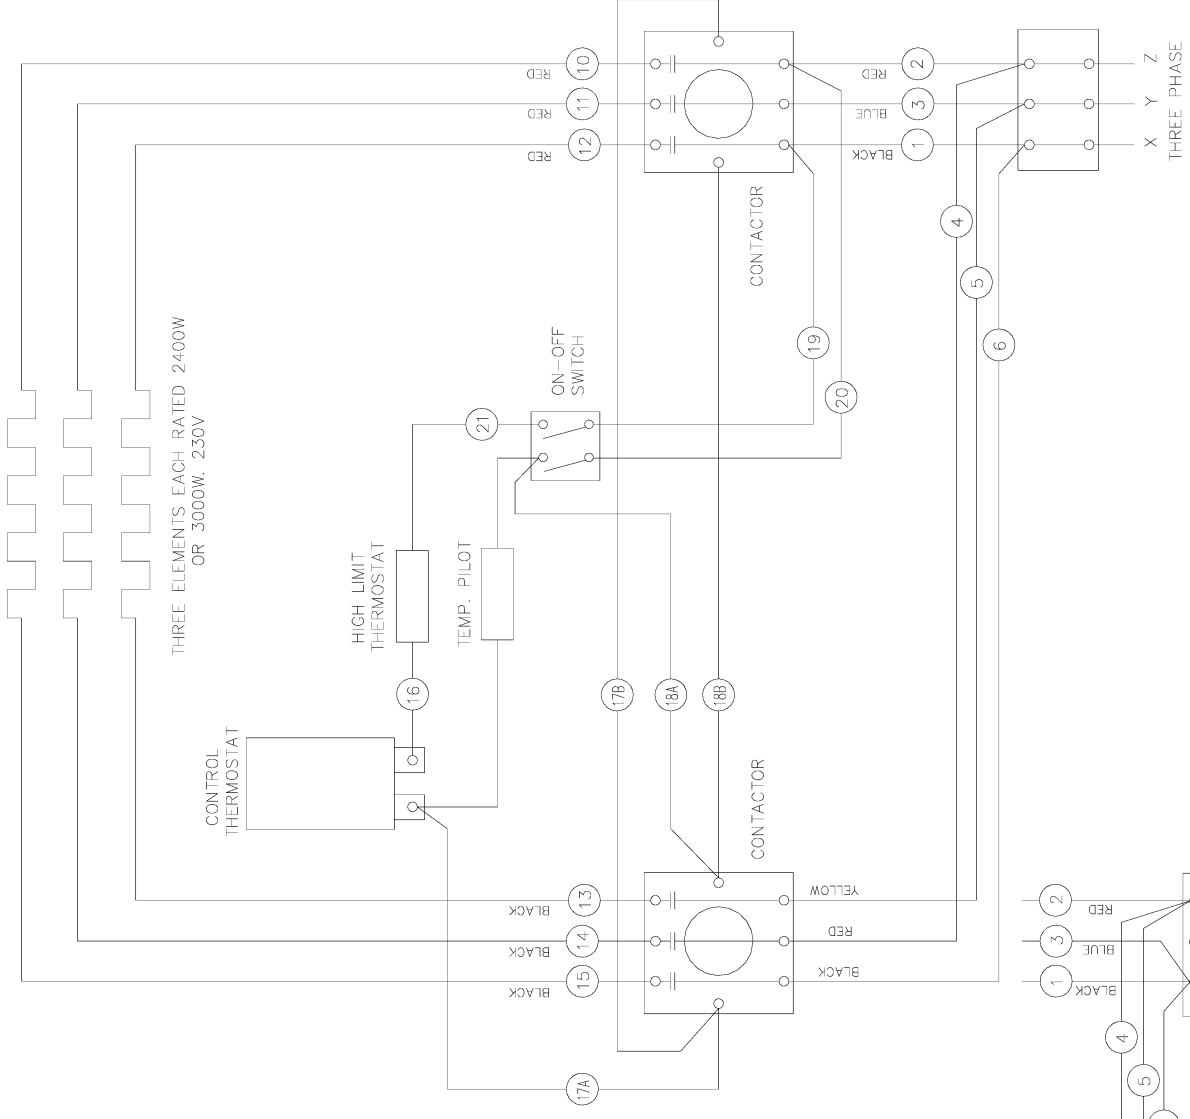 RED
10
RED
11
RED
12
RED
2
BLUE
3
BLACK
1
X Y Z
THREE PHASE
CONTACTOR
4
5
6
19
20
ON-OFF
SWITCH
21
THREE ELEMENTS EACH RATED 2400W
OR 3000W. 230V
HIGH LIMIT
THERMOSTAT
TEMP. PILOT
16
17B
18A
18B
CONTROL
THERMOSTAT
CONTACTOR
BLACK
13
BLACK
14
BLACK
15
YELLOW
RED
BLACK
17A
2
RED
3
BLUE
1
BLACK
4
5